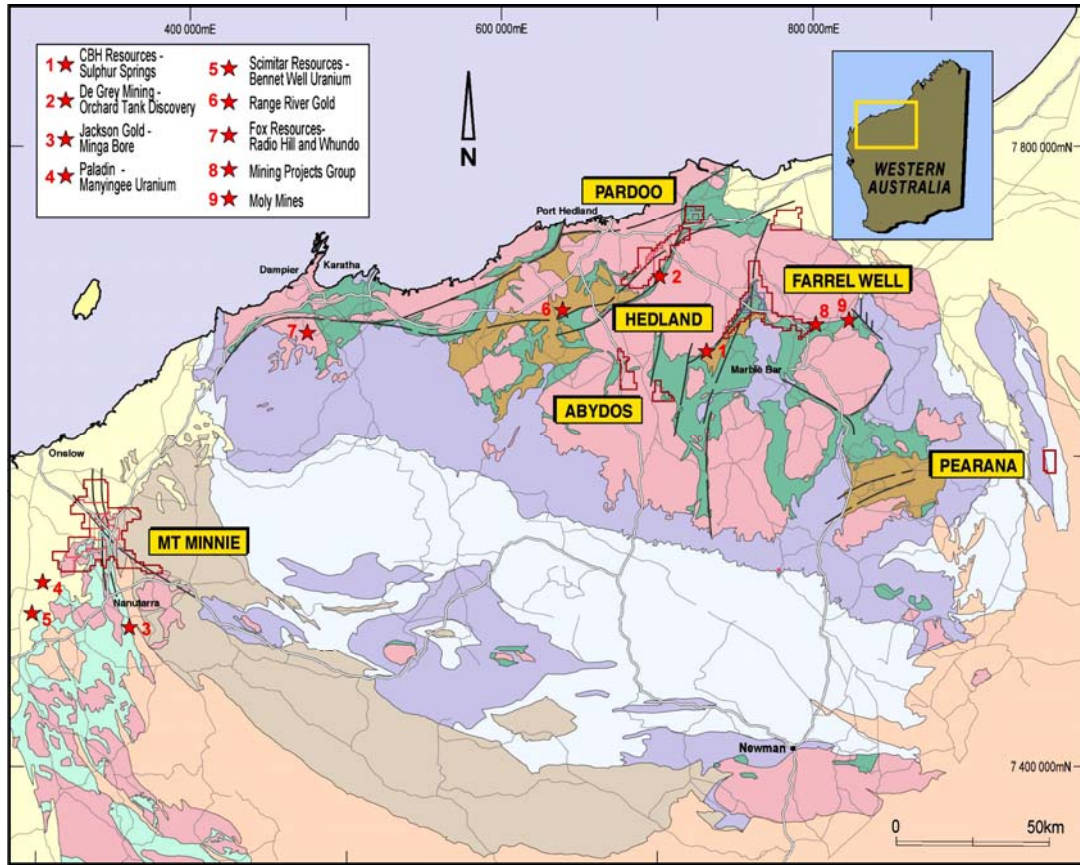 400 000mE
600 000mE
800 000mE
1 CBH Resources -
Sulphur Springs
2 De Grey Mining -
Orchard Tank Discovery
3 Jackson Gold -
Minga Bore
4 Paladin -
Manyingee Uranium
5 Scimitar Resources -
Bennet Well Uranium
6 Range River Gold
7 Fox Resources-
Radio Hill and Whundo
8 Mining Projects Group
9 Moly Mines
N
WESTERN
AUSTRALIA
7 800 000mN
PARDOO
Port Hedland
Dampier
Karatha
2
FARREL WELL
9
8
6
HEDLAND
7
1
Marble Bar
ABYDOS
Onslow
PEARANA
MT MINNIE
4
Nanutarra
5
3
Newman
7 400 000mN
0
50km